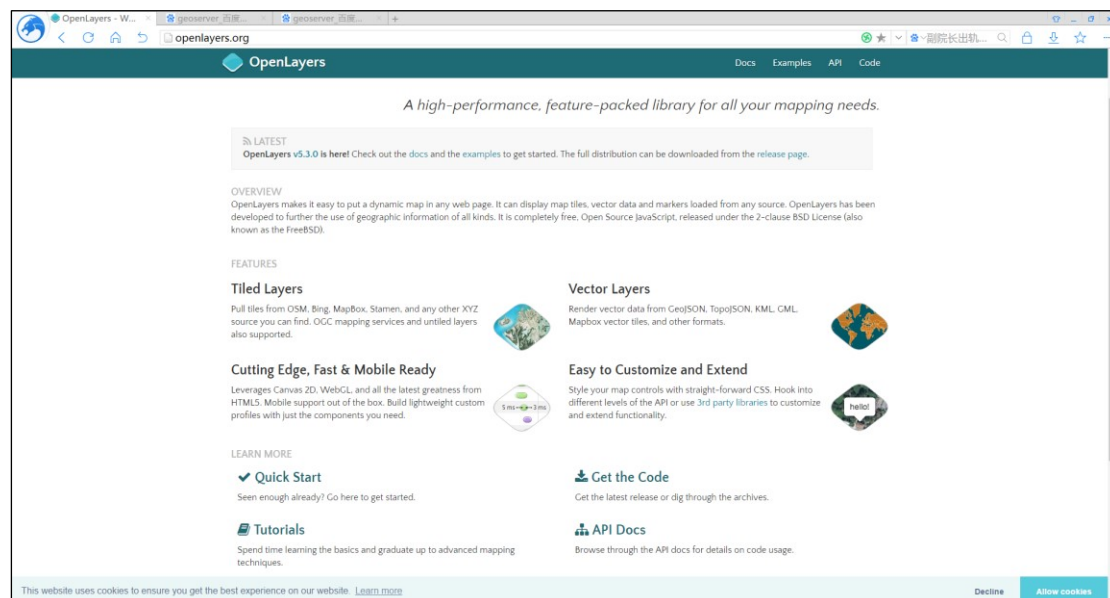 OpenLayers - W...
geoserver_百度...
geoserver_百度...
openlayers.org
副院长出轨...
OpenLayers
Docs Examples API Code
A high-performance, feature-packed library for all your mapping needs.
LATEST
OpenLayers v5.3.0 is here! Check out the docs and the examples to get started. The full distribution can be downloaded from the release page.
OVERVIEW
OpenLayers makes it easy to put a dynamic map in any web page. It can display map tiles, vector data and markers loaded from any source. OpenLayers has been
developed to further the use of geographic information of all kinds. It is completely free, Open Source JavaScript, released under the 2-clause BSD License (also
known as the FreeBSD).
FEATURES
Tiled Layers
Pull tiles from OSM, Bing, MapBox, Stamen, and any other XYZ
source you can find. OGC mapping services and untiled layers
also supported.
Vector Layers
Render vector data from GeoJSON, TopoJSON, KML, GML,
Mapbox vector tiles, and other formats.
Cutting Edge, Fast & Mobile Ready
Leverages Canvas 2D, WebGL, and all the latest greatness from
HTML5. Mobile support out of the box. Build lightweight custom
profiles with just the components you need.
5 ms 3 ms
Easy to Customize and Extend
Style your map controls with straight-forward CSS. Hook into
different levels of the API or use 3rd party libraries to customize
and extend functionality.
hello!
LEARN MORE
Quick Start
Seen enough already? Go here to get started.
Get the Code
Get the latest release or dig through the archives.
Tutorials
Spend time learning the basics and graduate up to advanced mapping
techniques.
API Docs
Browse through the API docs for details on code usage.
This website uses cookies to ensure you get the best experience on our website. Learn more
Decline
Allow cookies